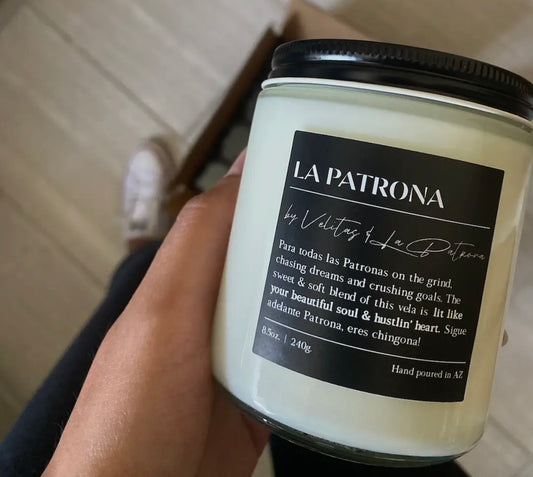 LA PATRONA
by Velitas & La Patrona
Para todas las Patronas on the grind,
chasing dreams and crushing goals. The
sweet & soft blend of this vela is lit like
your beautiful soul & hustlin' heart. Sigue
adelante Patrona, eres chingona!
8.5oz. | 240g.
Hand poured in AZ